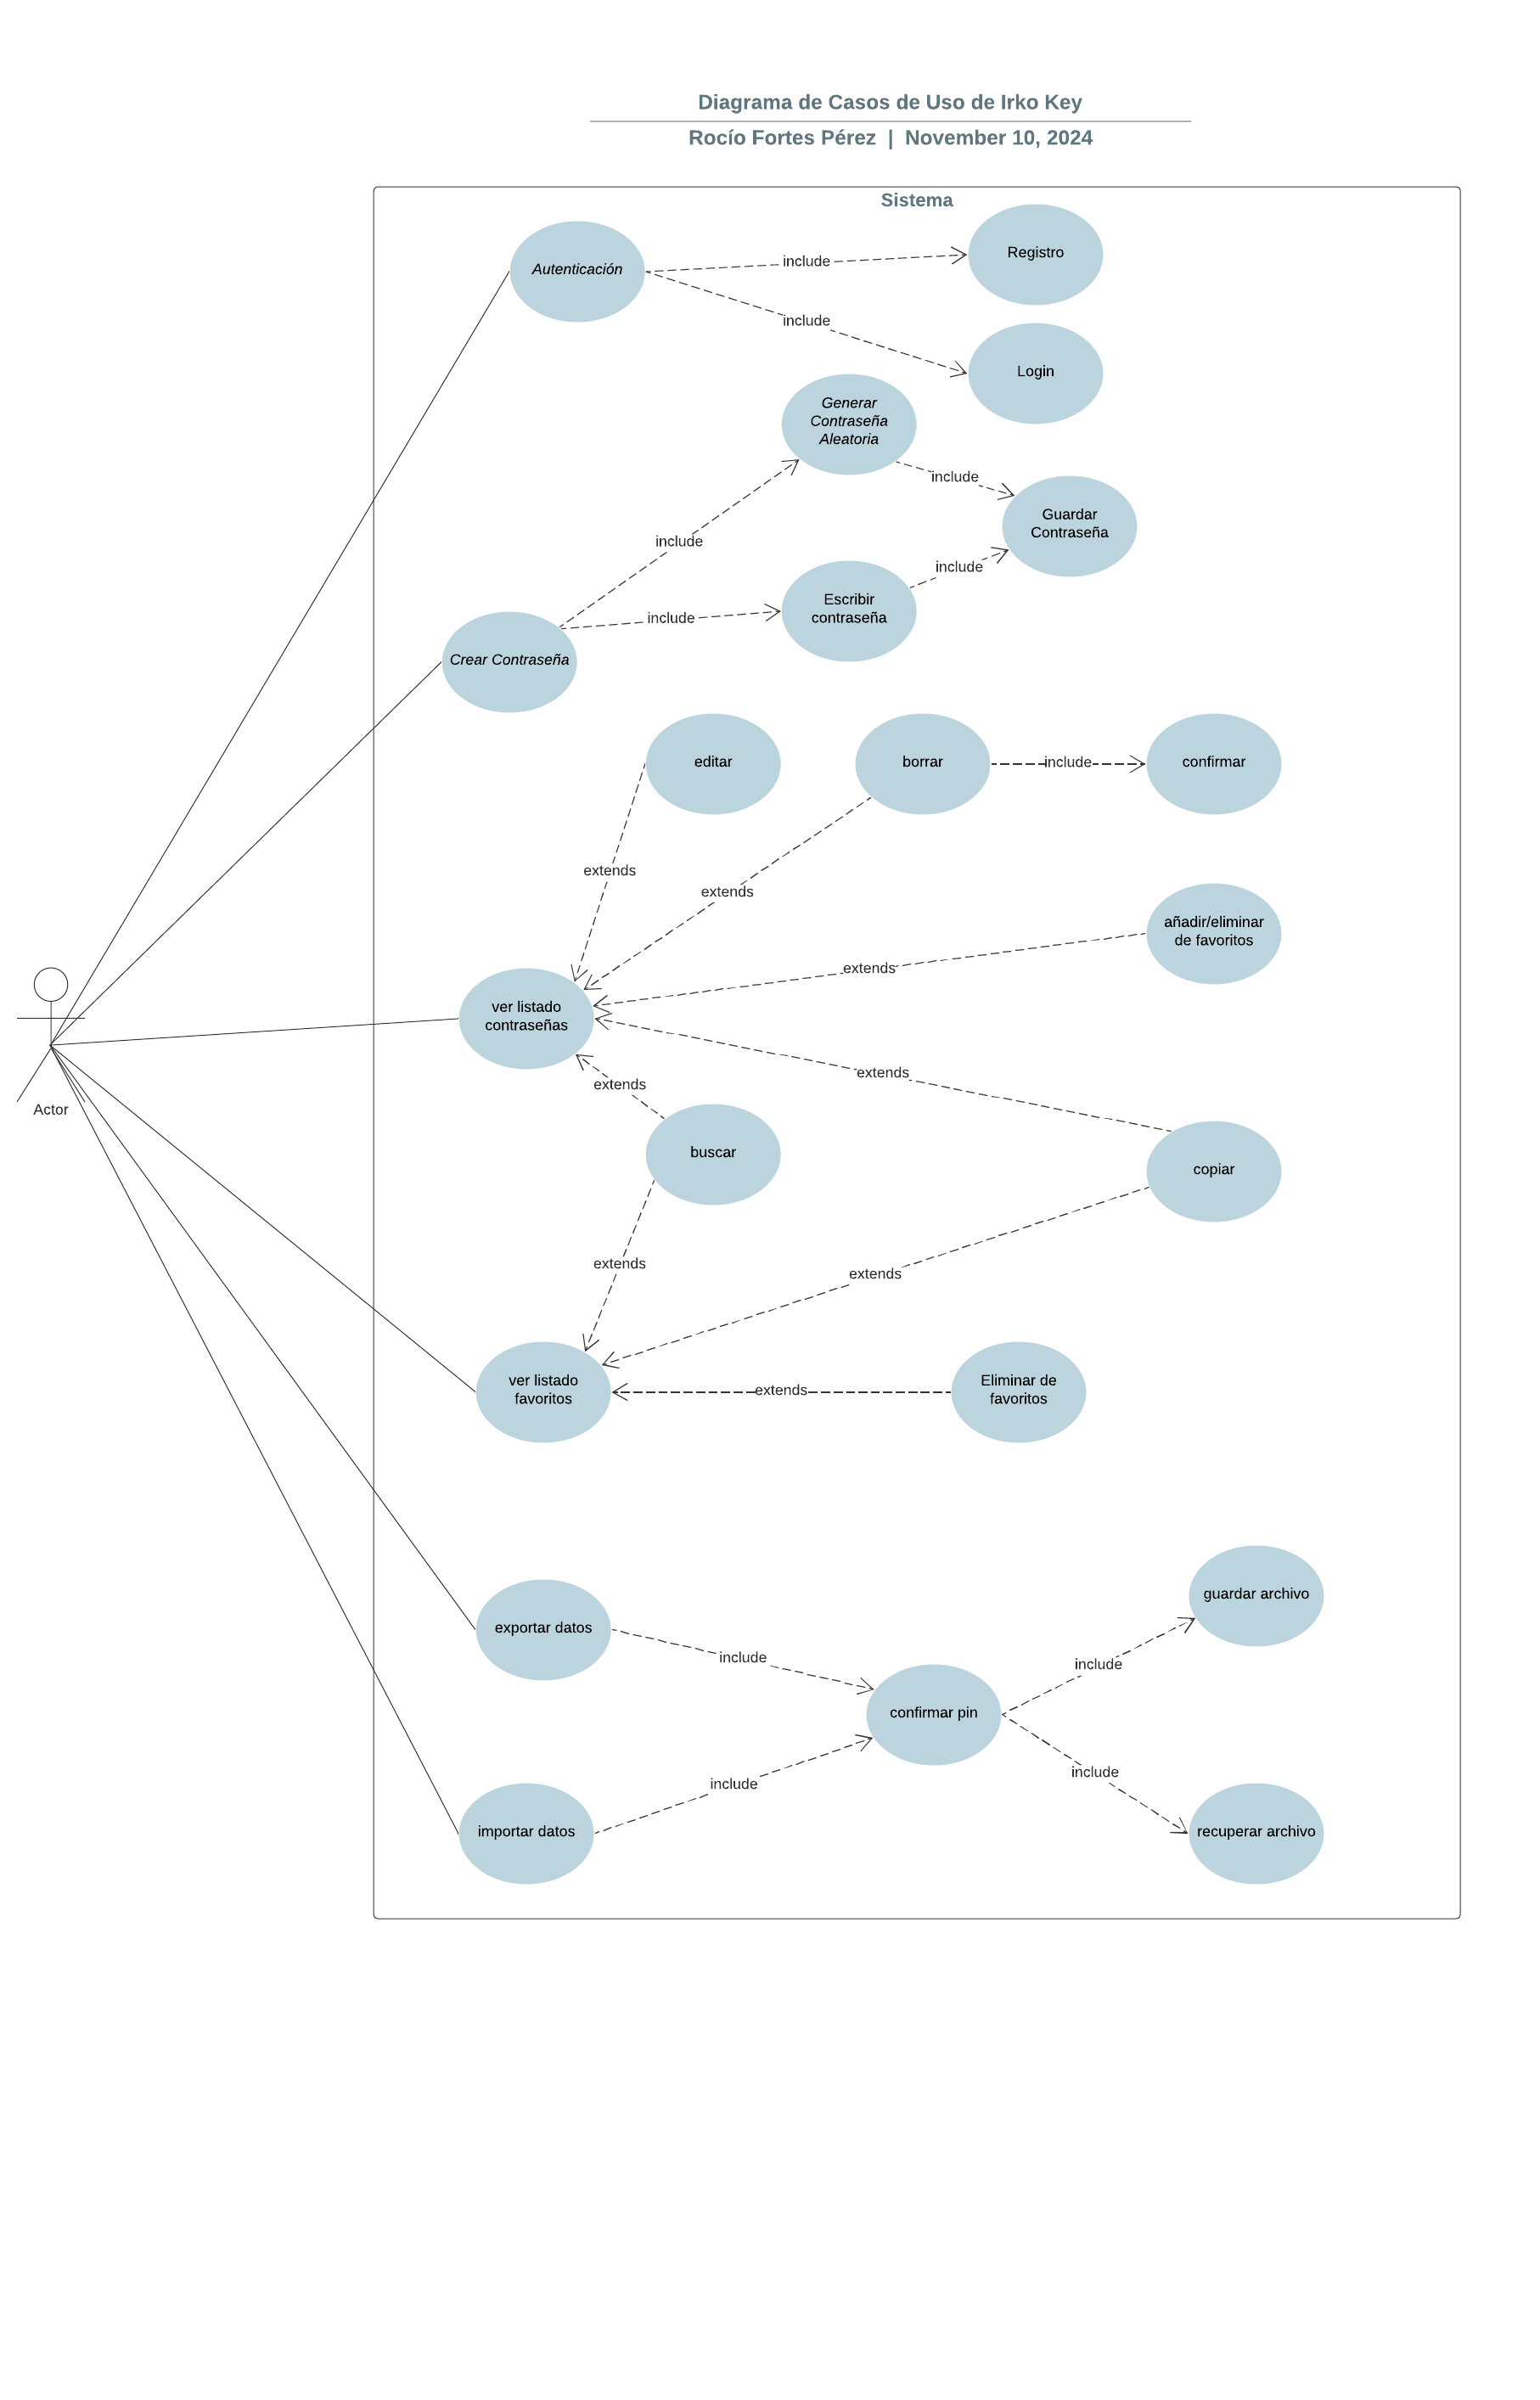 Diagrama de Casos de Uso de Irko Key
Rocío Fortes Pérez | November 10, 2024
Sistema
Autenticación
include
Registro
include
Login
Generar
Contraseña
Aleatoria
include
Guardar
Contraseña
include
include
Escribir
contraseña
include
Crear Contraseña
editar
borrar
include
confirmar
extends
extends
añadir/eliminar
de favoritos
extends
ver listado
contraseñas
extends
extends
Actor
buscar
copiar
extends
extends
ver listado
favoritos
extends
Eliminar de
favoritos
guardar archivo
exportar datos
include
include
confirmar pin
include
include
importar datos
recuperar archivo